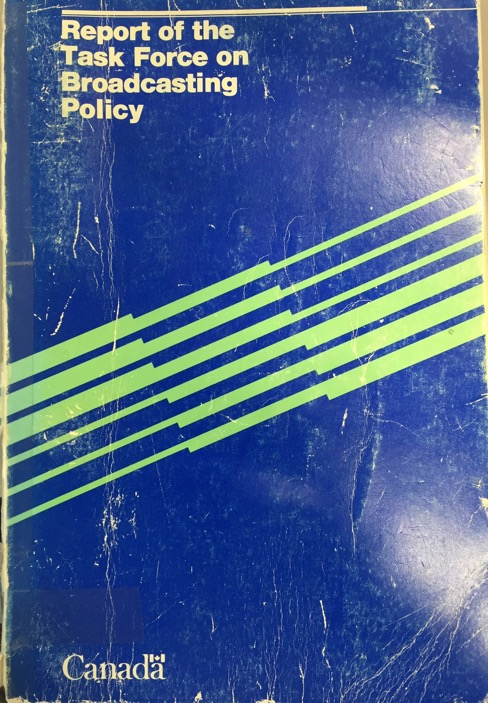 Report of the
Task Force on
Broadcasting
Policy
Canada